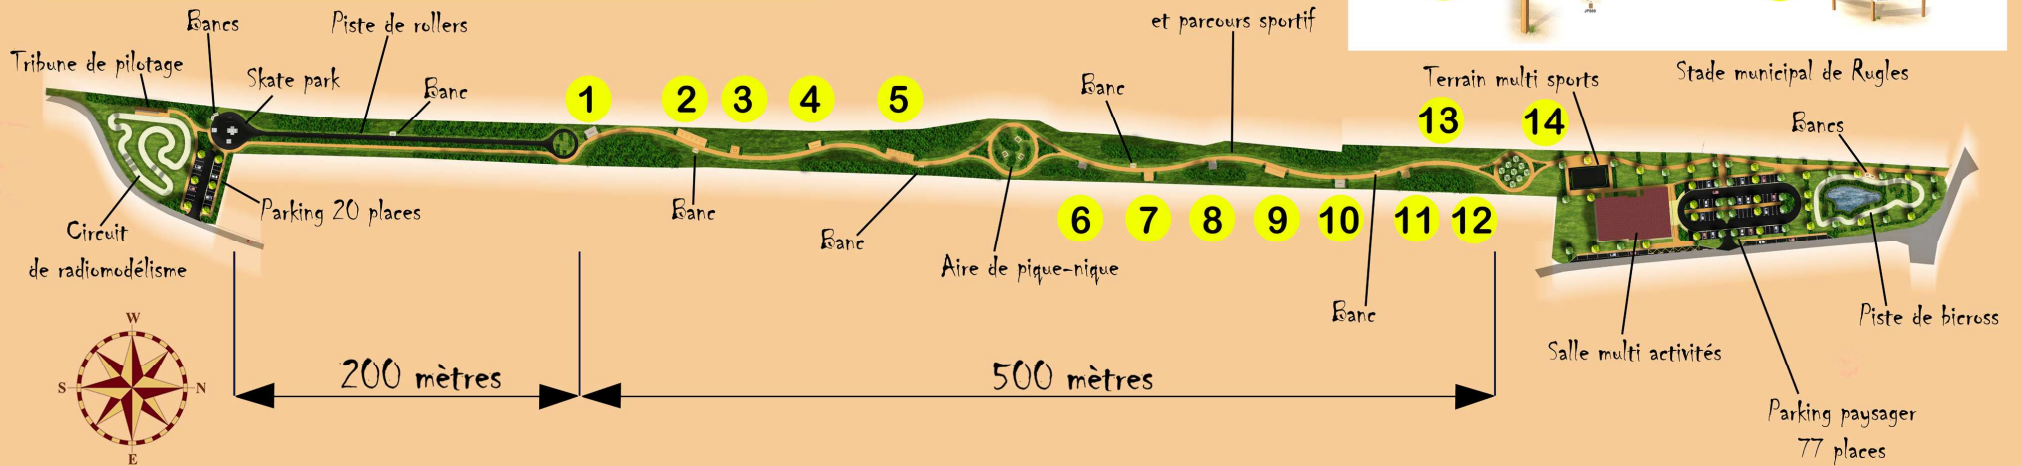 Bancs
Piste de rollers
et parcours sportif
Tribune de pilotage
Skate park
Banc
Banc
Terrain multi sports
Stade municipal de Rugles
Bancs
1
2
3
4
5
13
14
Parking 20 places
Circuit
de radiomodélisme
Banc
Banc
Aire de pique-nique
6
7
8
9
10
11
12
Banc
Piste de bicross
Salle multi activités
Parking paysager
77 places
200 mètres
500 mètres
W
S
N
E